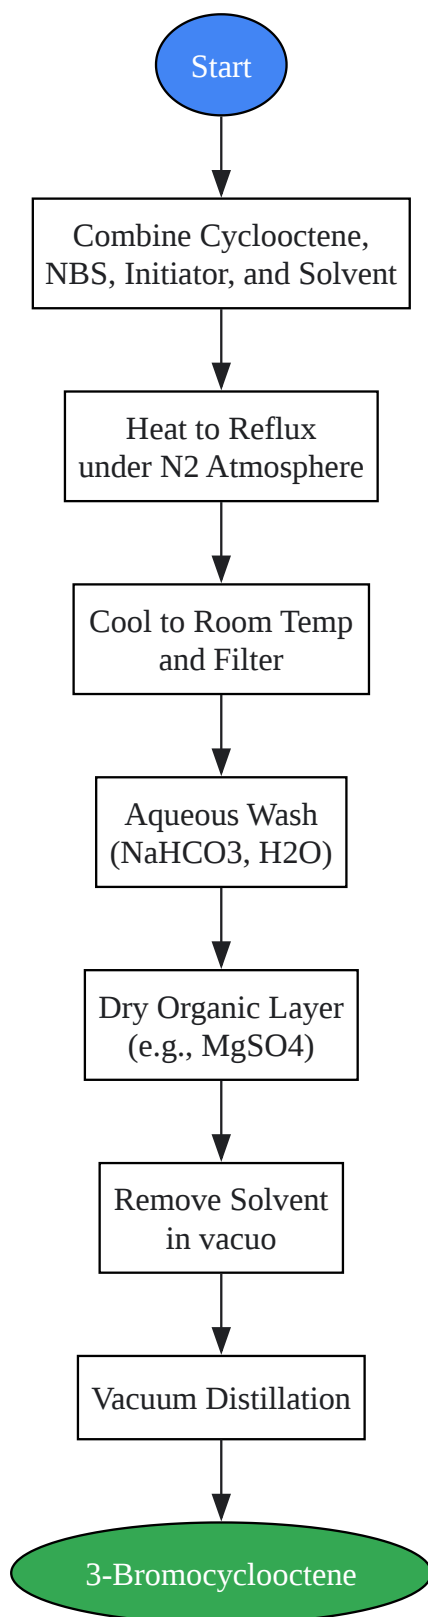 Start
Combine Cyclooctene,
NBS, Initiator, and Solvent
Heat to Reflux
under N2 Atmosphere
Cool to Room Temp
and Filter
Aqueous Wash
(NaHCO3, H2O)
Dry Organic Layer
(e.g., MgSO4)
Remove Solvent
in vacuo
Vacuum Distillation
3-Bromocyclooctene